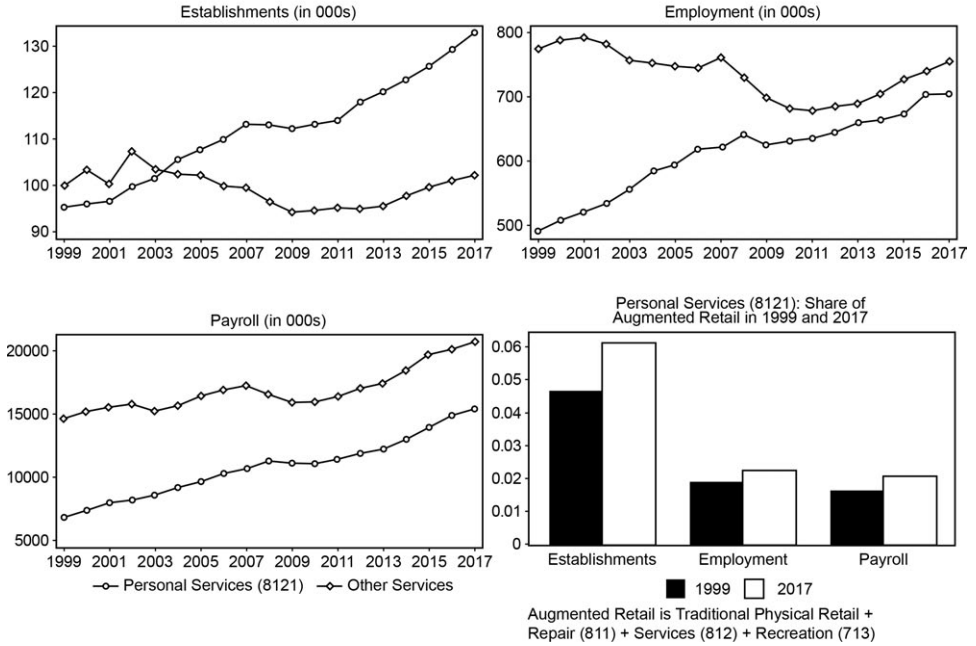 Establishments (in 000s)
130
120
110
100
90
1999 2001 2003 2005 2007 2009 2011 2013 2015 2017
Employment (in 000s)
800
700
600
500
1999 2001 2003 2005 2007 2009 2011 2013 2015 2017
Payroll (in 000s)
20000
15000
10000
5000
1999 2001 2003 2005 2007 2009 2011 2013 2015 2017
Personal Services (8121) Other Services
Personal Services (8121): Share of
Augmented Retail in 1999 and 2017
0.06
0.05
0.04
0.03
0.02
0.01
0
Establishments Employment Payroll
1999 2017
Augmented Retail is Traditional Physical Retail +
Repair (811) + Services (812) + Recreation (713)